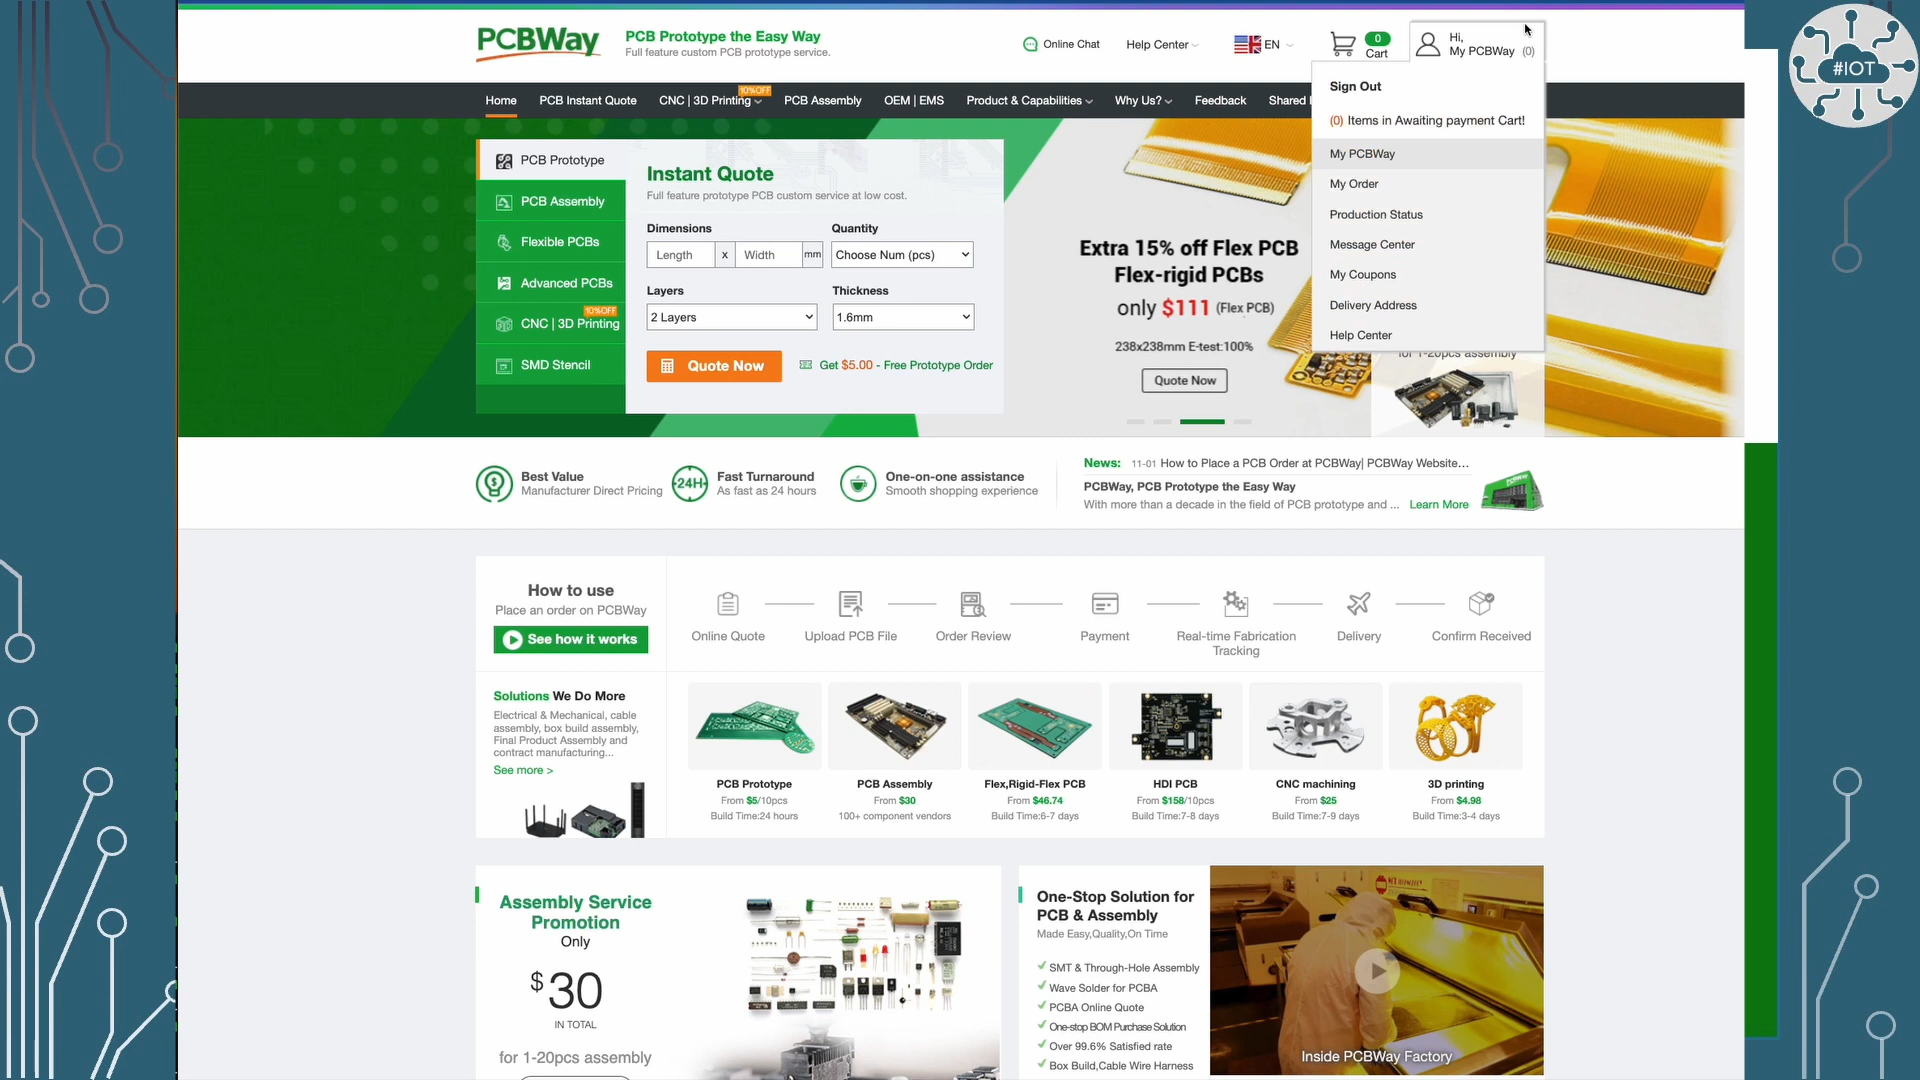 PCBWay
PCB Prototype the Easy Way
Full feature custom PCB prototype service.
Online Chat
Help Center
EN
0
Cart
Hi,
My PCBWay (0)
#IOT
Home
PCB Instant Quote
CNC | 3D Printing
10%OFF
PCB Assembly
OEM | EMS
Product & Capabilities
Why Us?
Feedback
Shared
Sign Out
(0) Items in Awaiting payment Cart!
My PCBWay
My Order
Production Status
Message Center
My Coupons
Delivery Address
Help Center
PCB Prototype
PCB Assembly
Flexible PCBs
Advanced PCBs
10%OFF
CNC | 3D Printing
SMD Stencil
Instant Quote
Full feature prototype PCB custom service at low cost.
Dimensions
Quantity
Length x Width mm
Choose Num (pcs)
Layers
Thickness
2 Layers
1.6mm
Quote Now
Get $5.00 - Free Prototype Order
Extra 15% off Flex PCB
Flex-rigid PCBs
only $111 (Flex PCB)
238x238mm E-test:100%
Quote Now
for 1-20pcs assembly
Best Value
Manufacturer Direct Pricing
24H
Fast Turnaround
As fast as 24 hours
One-on-one assistance
Smooth shopping experience
News: 11-01 How to Place a PCB Order at PCBWay| PCBWay Website...
PCBWay, PCB Prototype the Easy Way
With more than a decade in the field of PCB prototype and ... Learn More
How to use
Place an order on PCBWay
See how it works
Online Quote
Upload PCB File
Order Review
Payment
Real-time Fabrication
Tracking
Delivery
Confirm Received
Solutions We Do More
Electrical & Mechanical, cable
assembly, box build assembly,
Final Product Assembly and
contract manufacturing...
See more >
PCB Prototype
From $5/10pcs
Build Time:24 hours
PCB Assembly
From $30
100+ component vendors
Flex,Rigid-Flex PCB
From $46.74
Build Time:6-7 days
HDI PCB
From $158/10pcs
Build Time:7-8 days
CNC machining
From $25
Build Time:7-9 days
3D printing
From $4.98
Build Time:3-4 days
Assembly Service
Promotion
Only
$30
IN TOTAL
for 1-20pcs assembly
One-Stop Solution for
PCB & Assembly
Made Easy,Quality,On Time
SMT & Through-Hole Assembly
Wave Solder for PCBA
PCBA Online Quote
One-stop BOM Purchase Solution
Over 99.6% Satisfied rate
Box Build,Cable Wire Harness
Inside PCBWay Factory